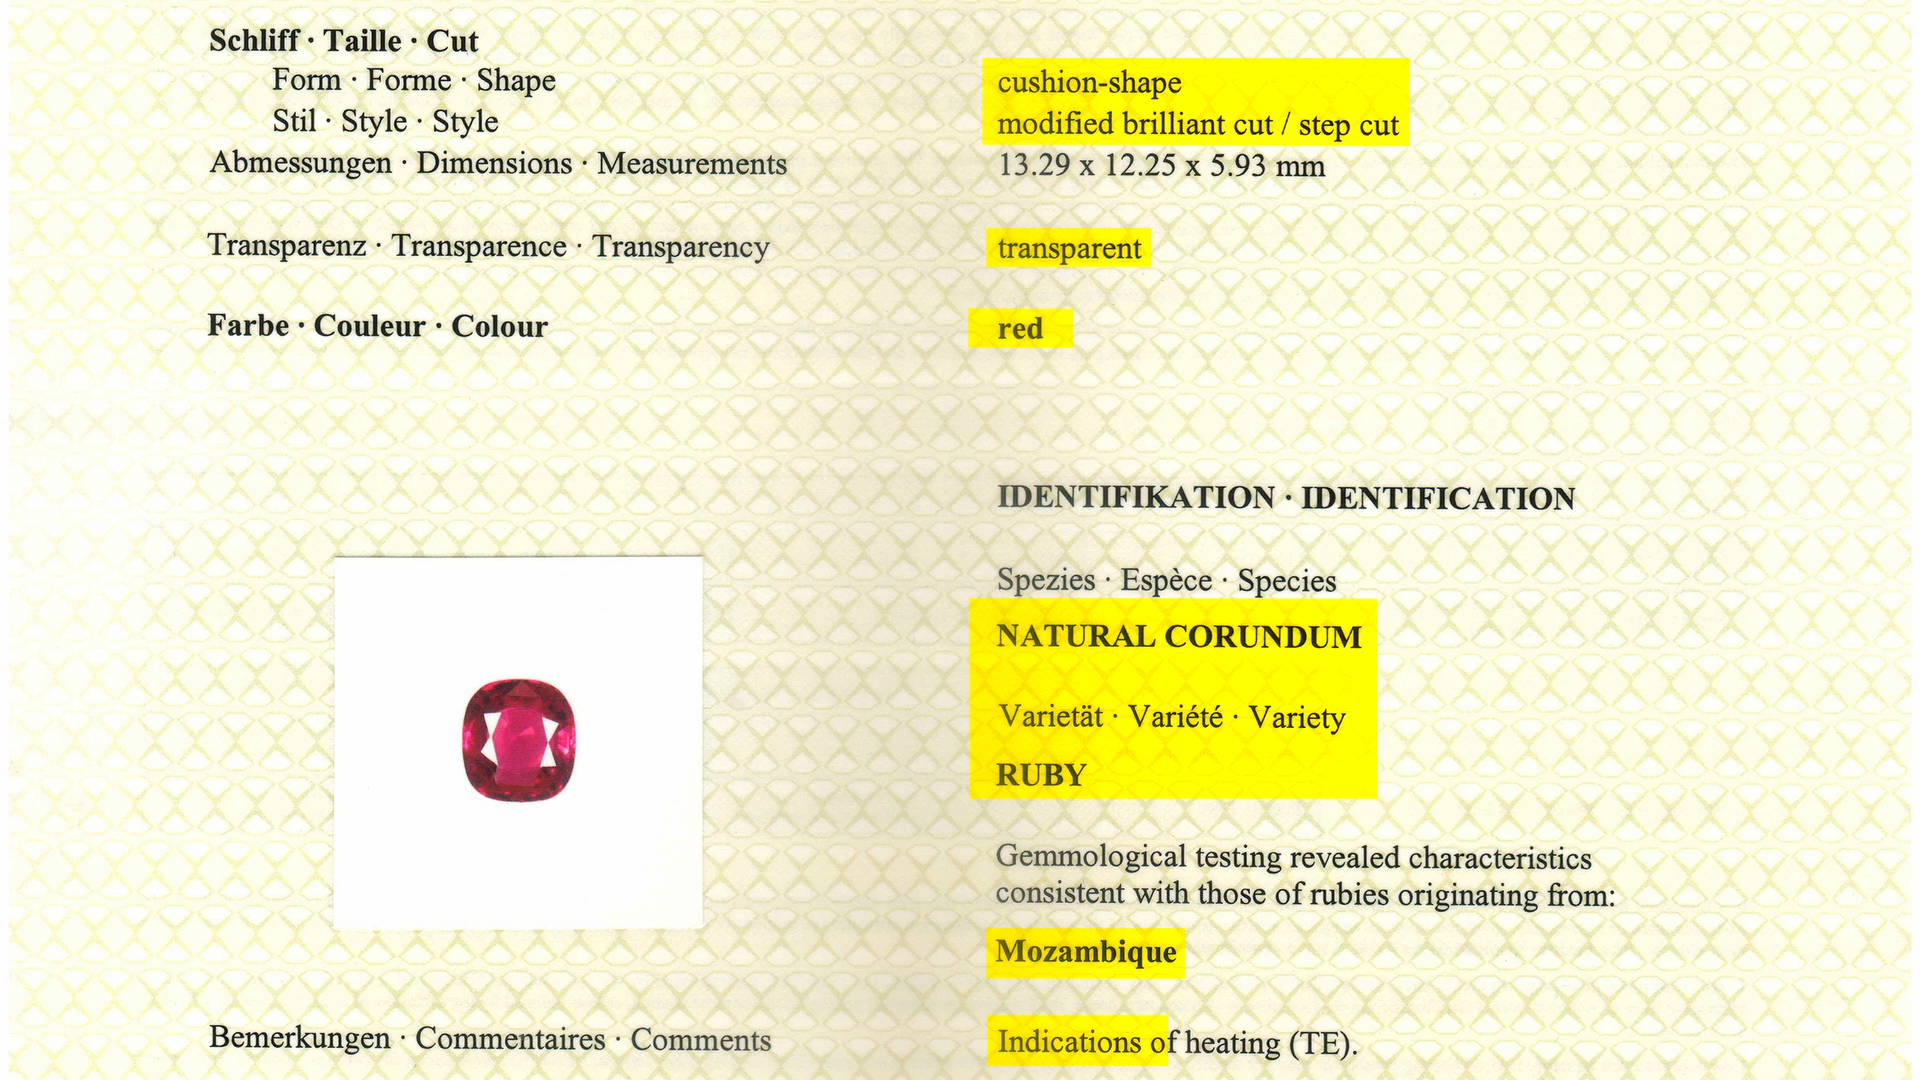 Schliff · Taille · Cut
Form · Forme · Shape cushion-shape
Stil · Style · Style modified brilliant cut / step cut
Abmessungen · Dimensions · Measurements 13.29 x 12.25 x 5.93 mm
Transparenz · Transparence · Transparency transparent
Farbe · Couleur · Colour red
IDENTIFIKATION · IDENTIFICATION
Spezies · Espèce · Species
NATURAL CORUNDUM
Varietät · Variété · Variety
RUBY
Gemmological testing revealed characteristics
consistent with those of rubies originating from:
Mozambique
Bemerkungen · Commentaires · Comments Indications of heating (TE).